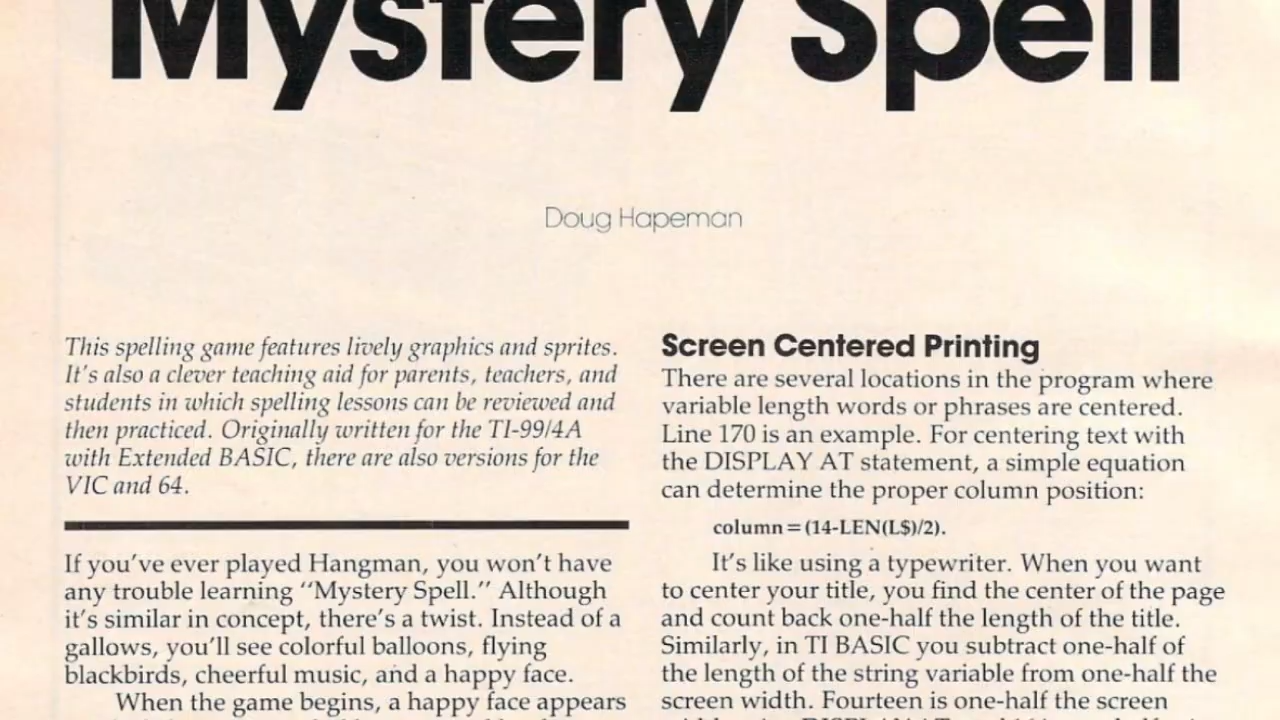 Mystery Spell
Doug Hapeman
This spelling game features lively graphics and sprites.
It's also a clever teaching aid for parents, teachers, and
students in which spelling lessons can be reviewed and
then practiced. Originally written for the TI-99/4A
with Extended BASIC, there are also versions for the
VIC and 64.
If you've ever played Hangman, you won't have
any trouble learning "Mystery Spell." Although
it's similar in concept, there's a twist. Instead of a
gallows, you'll see colorful balloons, flying
blackbirds, cheerful music, and a happy face.
When the game begins, a happy face appears
Screen Centered Printing
There are several locations in the program where
variable length words or phrases are centered.
Line 170 is an example. For centering text with
the DISPLAY AT statement, a simple equation
can determine the proper column position:
column = (14-LEN(L$)/2).
It's like using a typewriter. When you want
to center your title, you find the center of the page
and count back one-half the length of the title.
Similarly, in TI BASIC you subtract one-half of
the length of the string variable from one-half the
screen width. Fourteen is one-half the screen